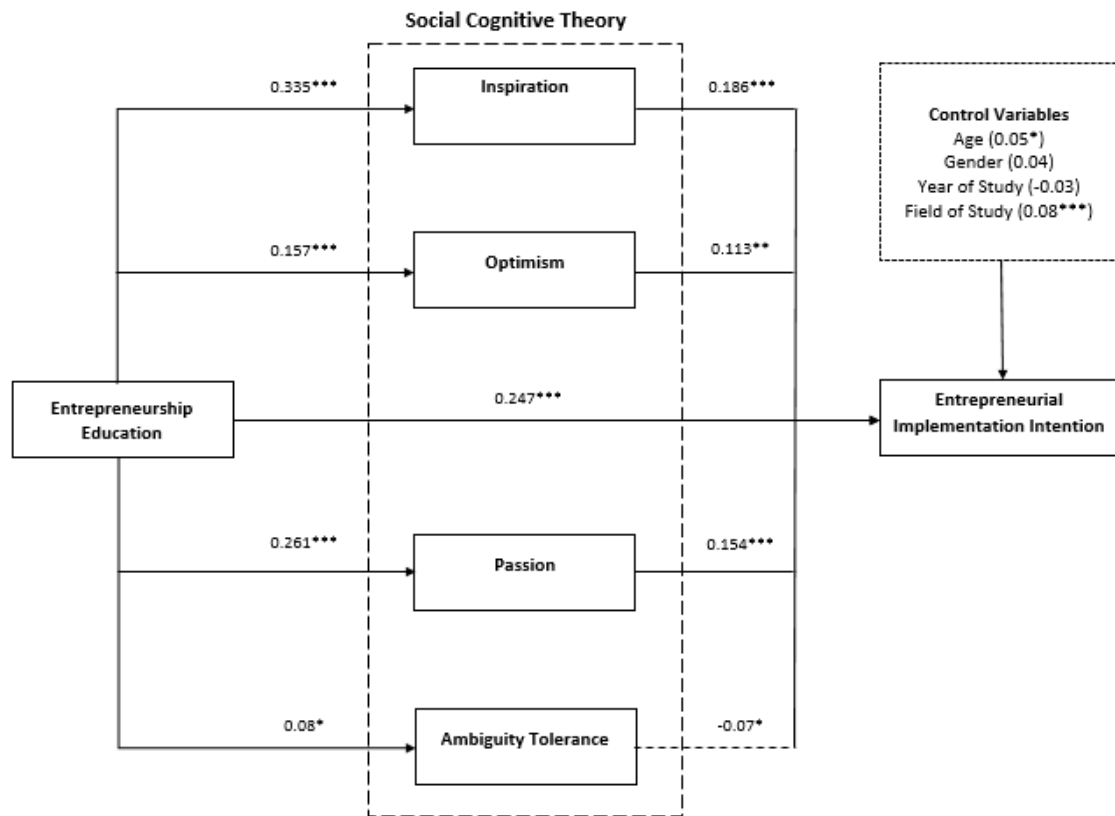 Social Cognitive Theory
0.335***
Inspiration
0.186***
Control Variables
Age (0.05*)
Gender (0.04)
Year of Study (-0.03)
Field of Study (0.08***)
0.157***
Optimism
0.113**
Entrepreneurship
Education
0.247***
Entrepreneurial
Implementation Intention
0.261***
Passion
0.154***
0.08*
Ambiguity Tolerance
-0.07*